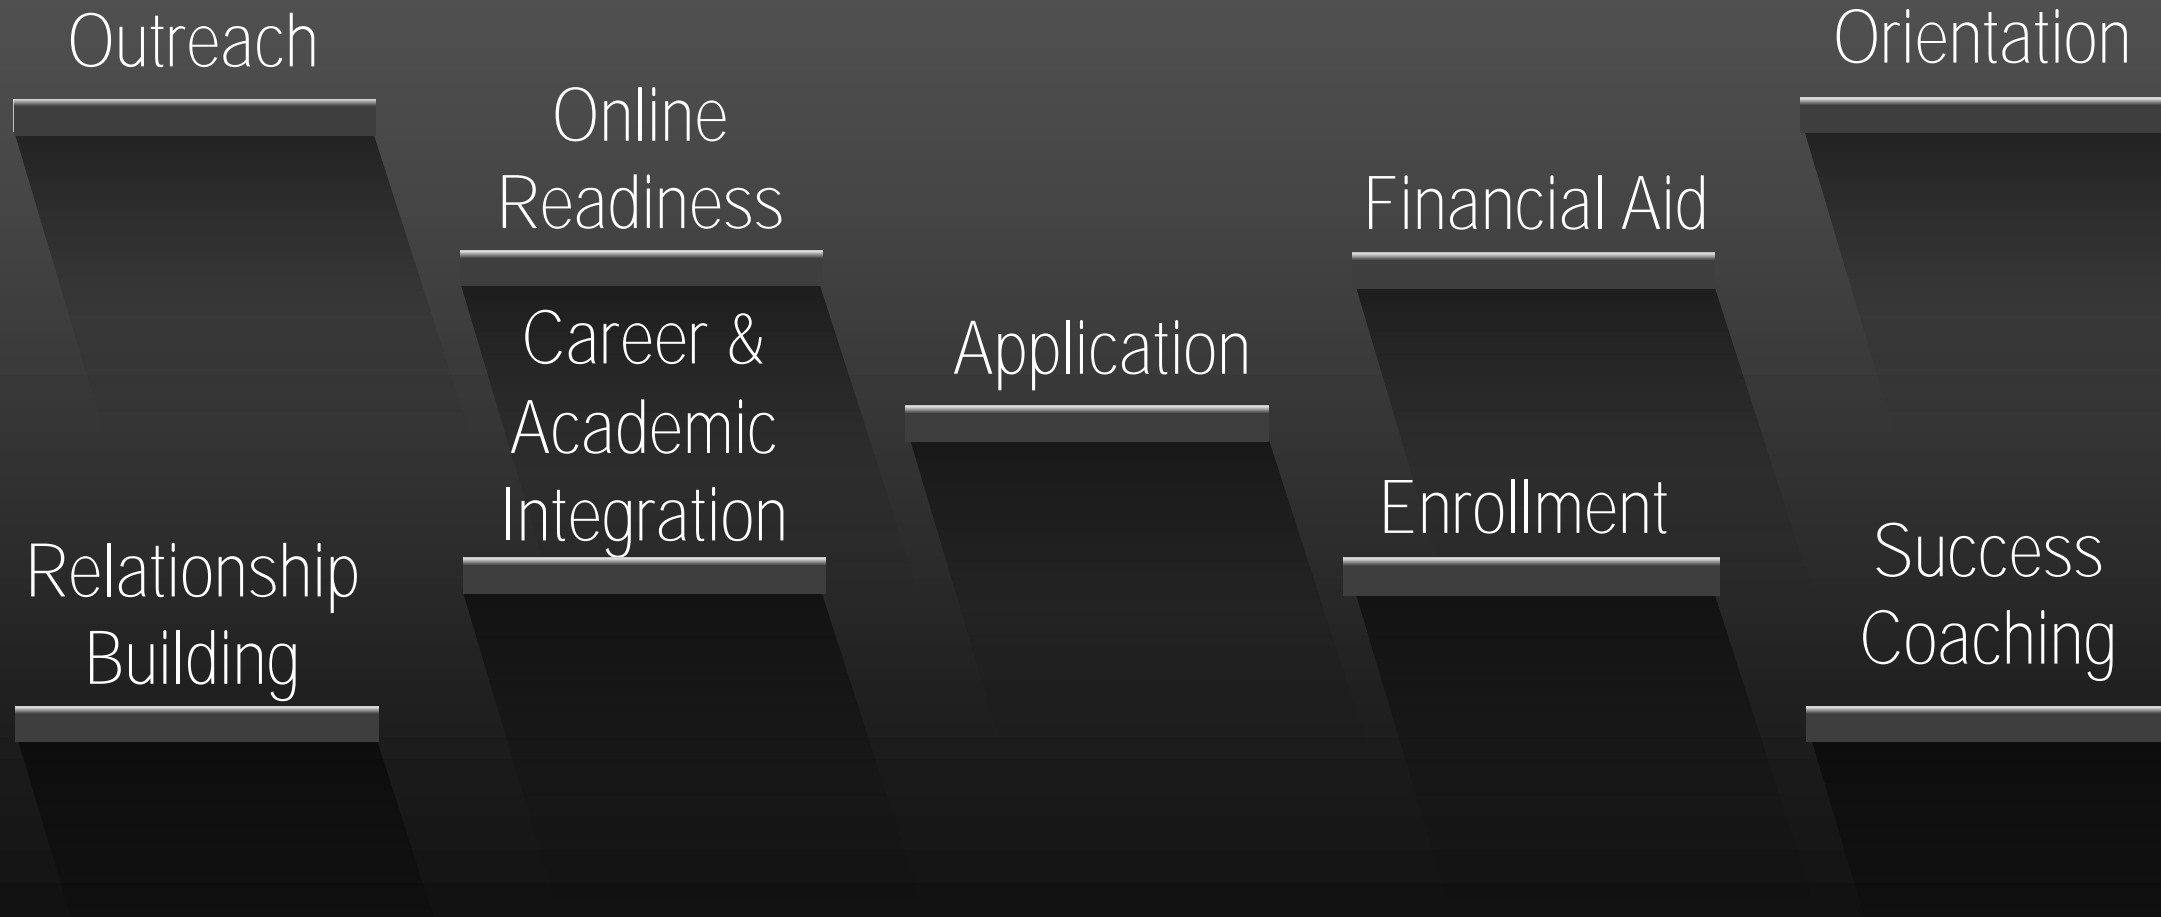 Outreach
Relationship
Building
Online
Readiness
Career &
Academic
Integration
Application
Financial Aid
Enrollment
Orientation
Success
Coaching